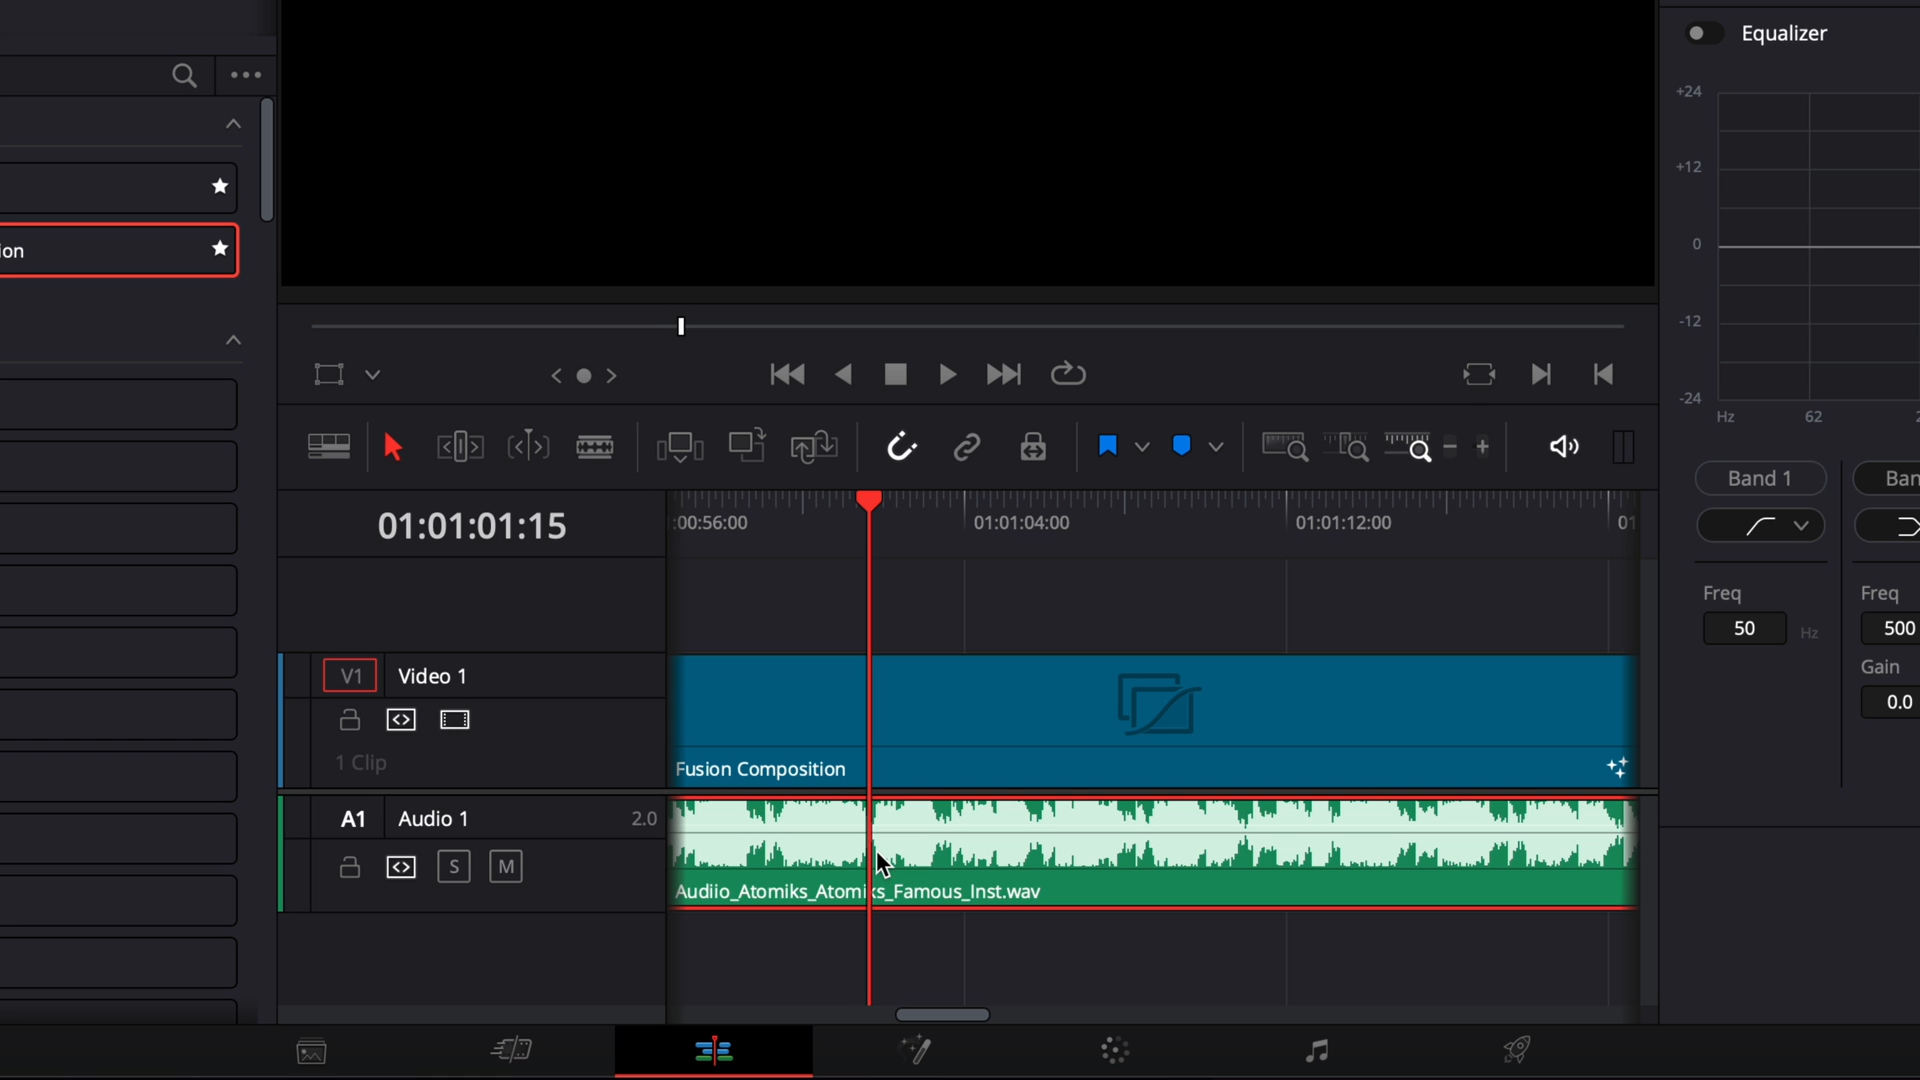 Equalizer
+24
+12
ion
0
-12
-24
Hz 62
01:01:01:15
:00:56:00 01:01:04:00 01:01:12:00 01
Band 1 Ban
Freq Freq
50 Hz 500
Gain
0.0
V1 Video 1
1 Clip
Fusion Composition
A1 Audio 1 2.0
S M
Audiio_Atomiks_Atomiks_Famous_Inst.wav